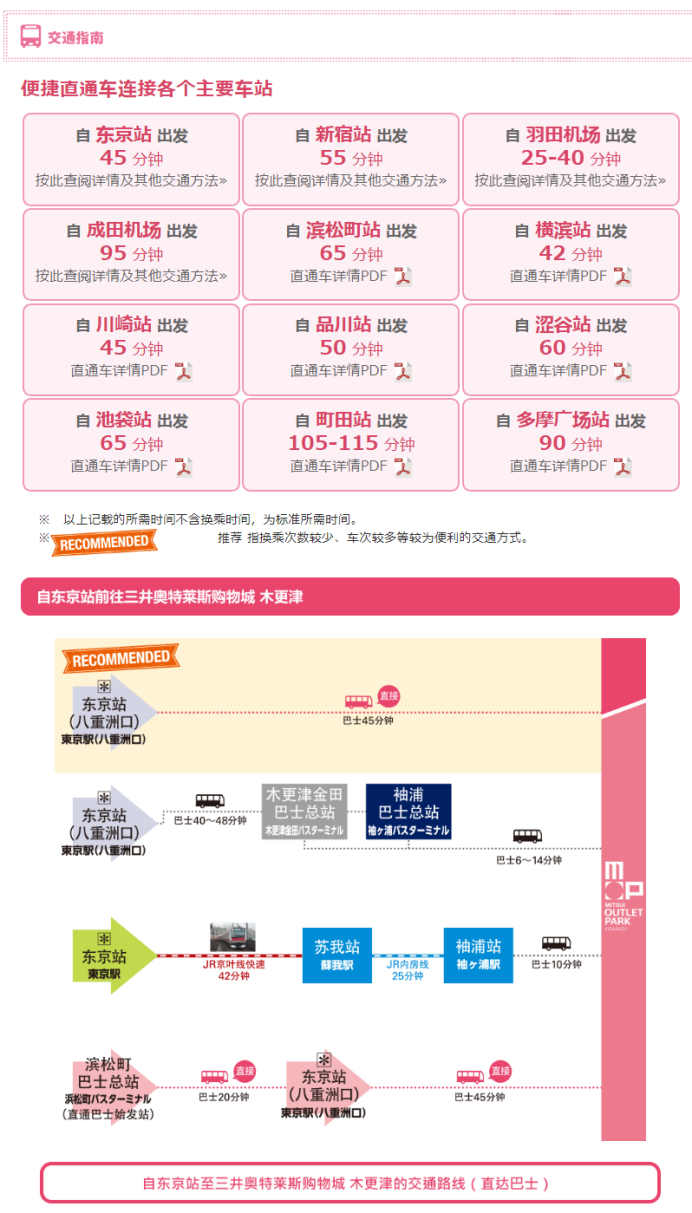 交通指南
便捷直通车连接各个主要车站
自 东京站 出发
45 分钟
按此查阅详情及其他交通方法»
自 新宿站 出发
55 分钟
按此查阅详情及其他交通方法»
自 羽田机场 出发
25-40 分钟
按此查阅详情及其他交通方法»
自 成田机场 出发
95 分钟
按此查阅详情及其他交通方法»
自 滨松町站 出发
65 分钟
直通车详情PDF
自 横滨站 出发
42 分钟
直通车详情PDF
自 川崎站 出发
45 分钟
直通车详情PDF
自 品川站 出发
50 分钟
直通车详情PDF
自 涩谷站 出发
60 分钟
直通车详情PDF
自 池袋站 出发
65 分钟
直通车详情PDF
自 町田站 出发
105-115 分钟
直通车详情PDF
自 多摩广场站 出发
90 分钟
直通车详情PDF
※ 以上记载的所需时间不含换乘时间，为标准所需时间。
※ RECOMMENDED 推荐 指换乘次数较少、车次较多等较为便利的交通方式。
自东京站前往三井奥特莱斯购物城 木更津
RECOMMENDED
＊
东京站
(八重洲口)
東京駅(八重洲口)
直接
巴士45分钟
＊
东京站
(八重洲口)
東京駅(八重洲口)
巴士40～48分钟
木更津金田
巴士总站
木更津金田バスターミナル
袖浦
巴士总站
袖ヶ浦バスターミナル
巴士6～14分钟
MOP
MITSUI
OUTLET
PARK
KISARAZU
＊
东京站
東京駅
JR京叶线快速
42分钟
苏我站
蘇我駅
JR内房线
25分钟
袖浦站
袖ヶ浦駅
巴士10分钟
滨松町
巴士总站
浜松町バスターミナル
(直通巴士始发站)
直接
巴士20分钟
＊
东京站
(八重洲口)
東京駅(八重洲口)
直接
巴士45分钟
自东京站至三井奥特莱斯购物城 木更津的交通路线 ( 直达巴士 )